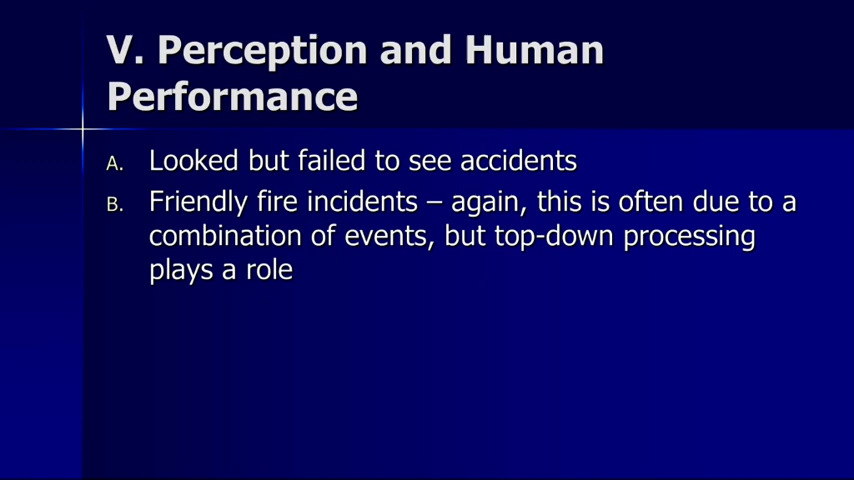 V. Perception and Human
Performance
A. Looked but failed to see accidents
B. Friendly fire incidents – again, this is often due to a
combination of events, but top-down processing
plays a role